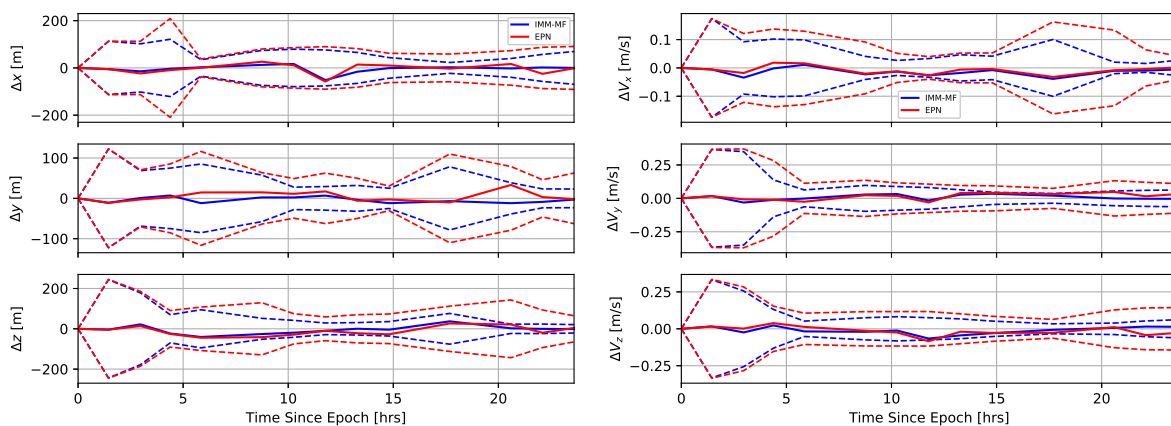 200
0
−200
Δx [m]
IMM-MF
EPN
100
0
−100
Δy [m]
200
0
−200
Δz [m]
0 5 10 15 20
Time Since Epoch [hrs]
0.1
0.0
−0.1
ΔVx [m/s]
IMM-MF
EPN
0.25
0.00
−0.25
ΔVy [m/s]
0.25
0.00
−0.25
ΔVz [m/s]
0 5 10 15 20
Time Since Epoch [hrs]